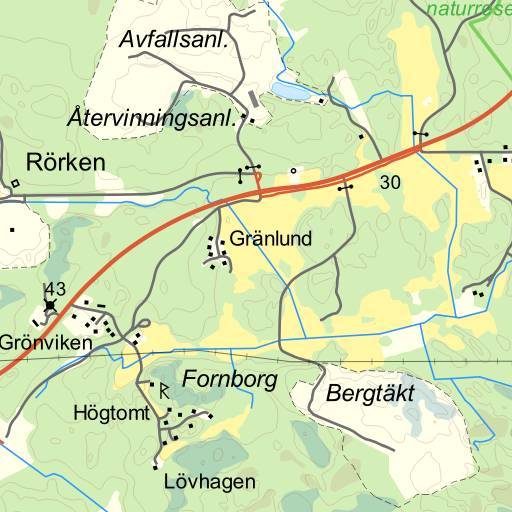 naturrese
Avfallsanl.
Återvinningsanl.
Rörken
30
Gränlund
43
Grönviken
Fornborg
Bergtäkt
Högtomt
Lövhagen